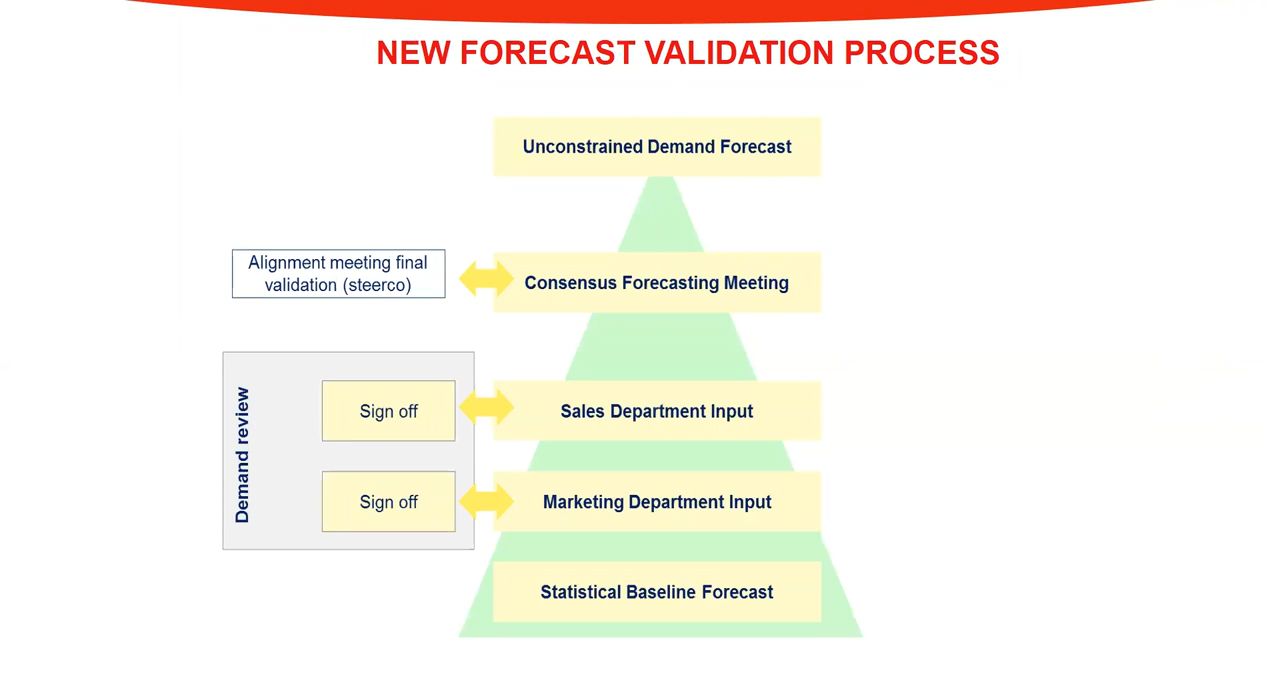 NEW FORECAST VALIDATION PROCESS
Unconstrained Demand Forecast
Alignment meeting final
validation (steerco)
Consensus Forecasting Meeting
Demand review
Sign off
Sales Department Input
Sign off
Marketing Department Input
Statistical Baseline Forecast